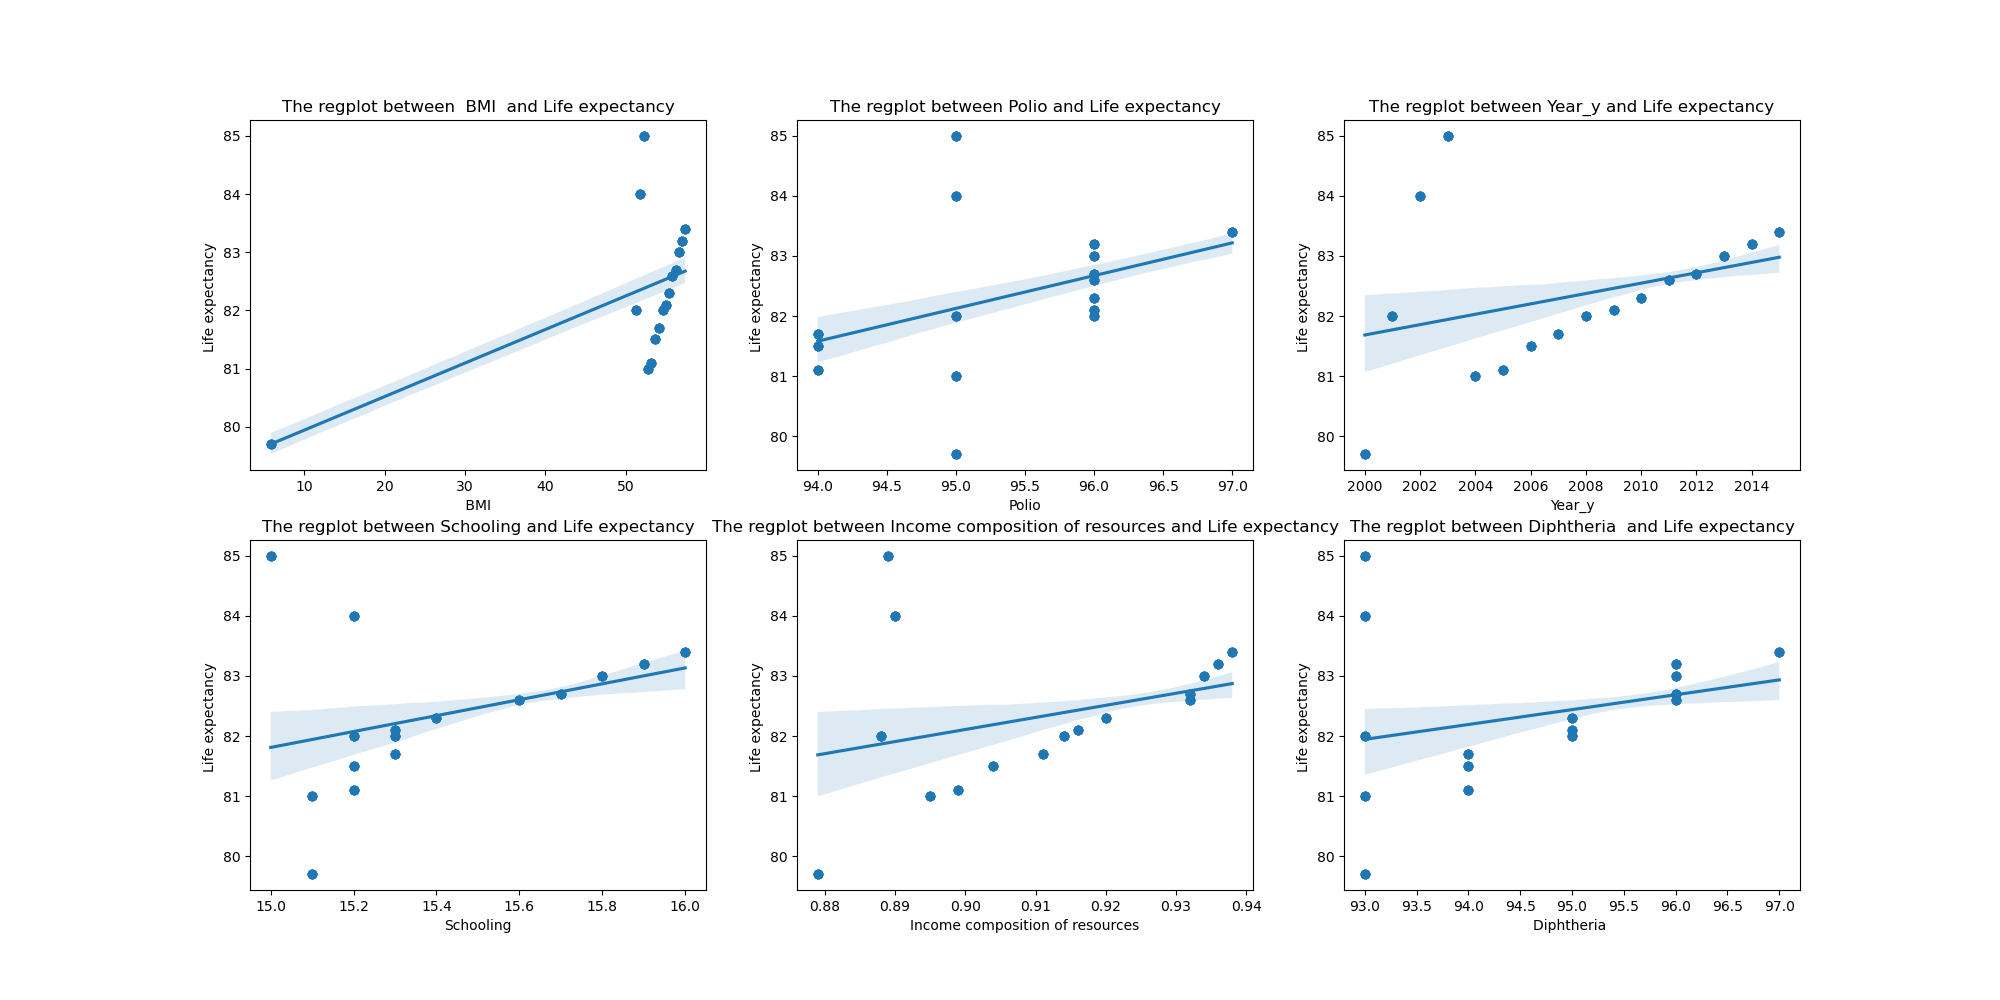 The regplot between  BMI  and Life expectancy
Life expectancy
85
84
83
82
81
80
10 20 30 40 50
BMI
The regplot between Polio and Life expectancy
Life expectancy
85
84
83
82
81
80
94.0 94.5 95.0 95.5 96.0 96.5 97.0
Polio
The regplot between Year_y and Life expectancy
Life expectancy
85
84
83
82
81
80
2000 2002 2004 2006 2008 2010 2012 2014
Year_y
The regplot between Schooling and Life expectancy
Life expectancy
85
84
83
82
81
80
15.0 15.2 15.4 15.6 15.8 16.0
Schooling
The regplot between Income composition of resources and Life expectancy
Life expectancy
85
84
83
82
81
80
0.88 0.89 0.90 0.91 0.92 0.93 0.94
Income composition of resources
The regplot between Diphtheria  and Life expectancy
Life expectancy
85
84
83
82
81
80
93.0 93.5 94.0 94.5 95.0 95.5 96.0 96.5 97.0
Diphtheria